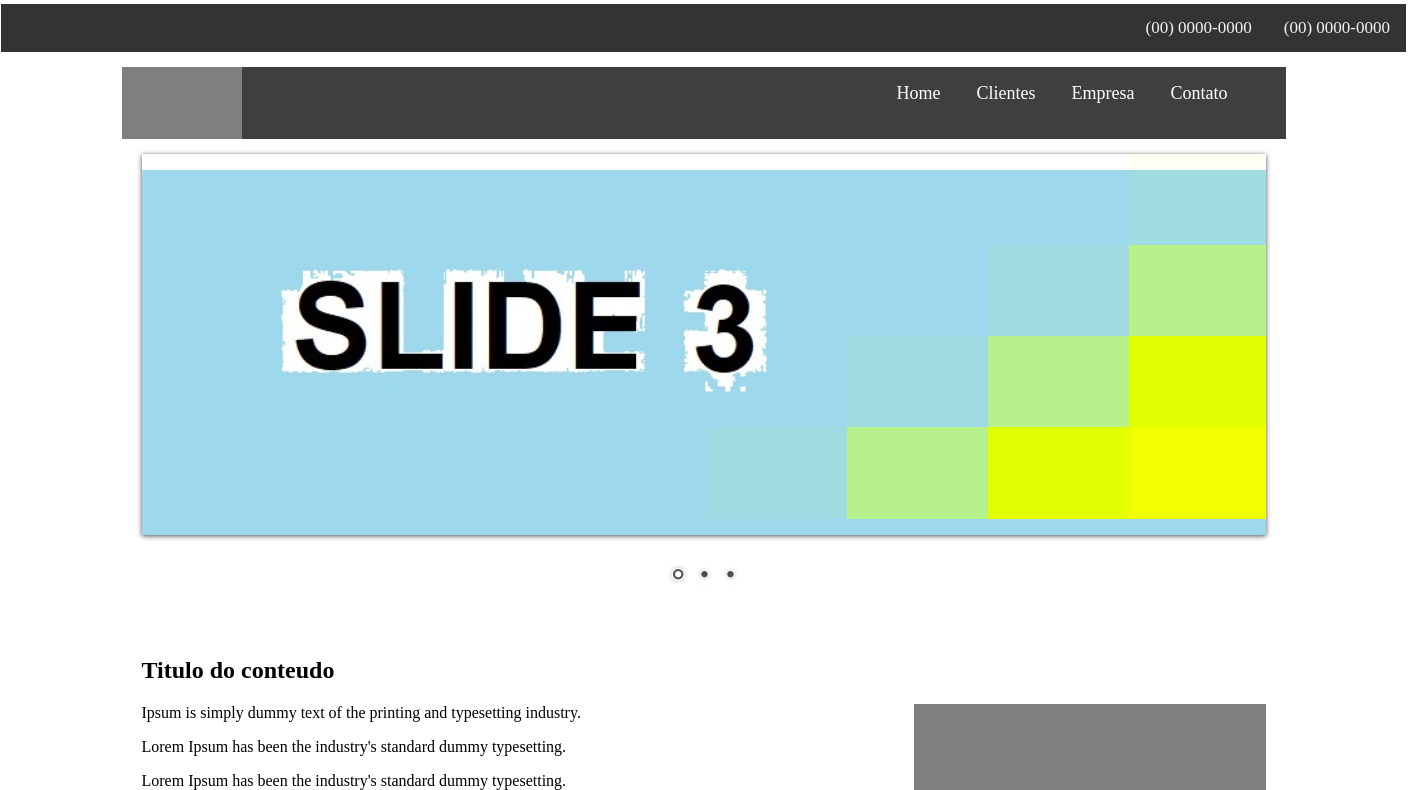 (00) 0000-0000 (00) 0000-0000
Home Clientes Empresa Contato
SLIDE 3
Titulo do conteudo
Ipsum is simply dummy text of the printing and typesetting industry.
Lorem Ipsum has been the industry's standard dummy typesetting.
Lorem Ipsum has been the industry's standard dummy typesetting.